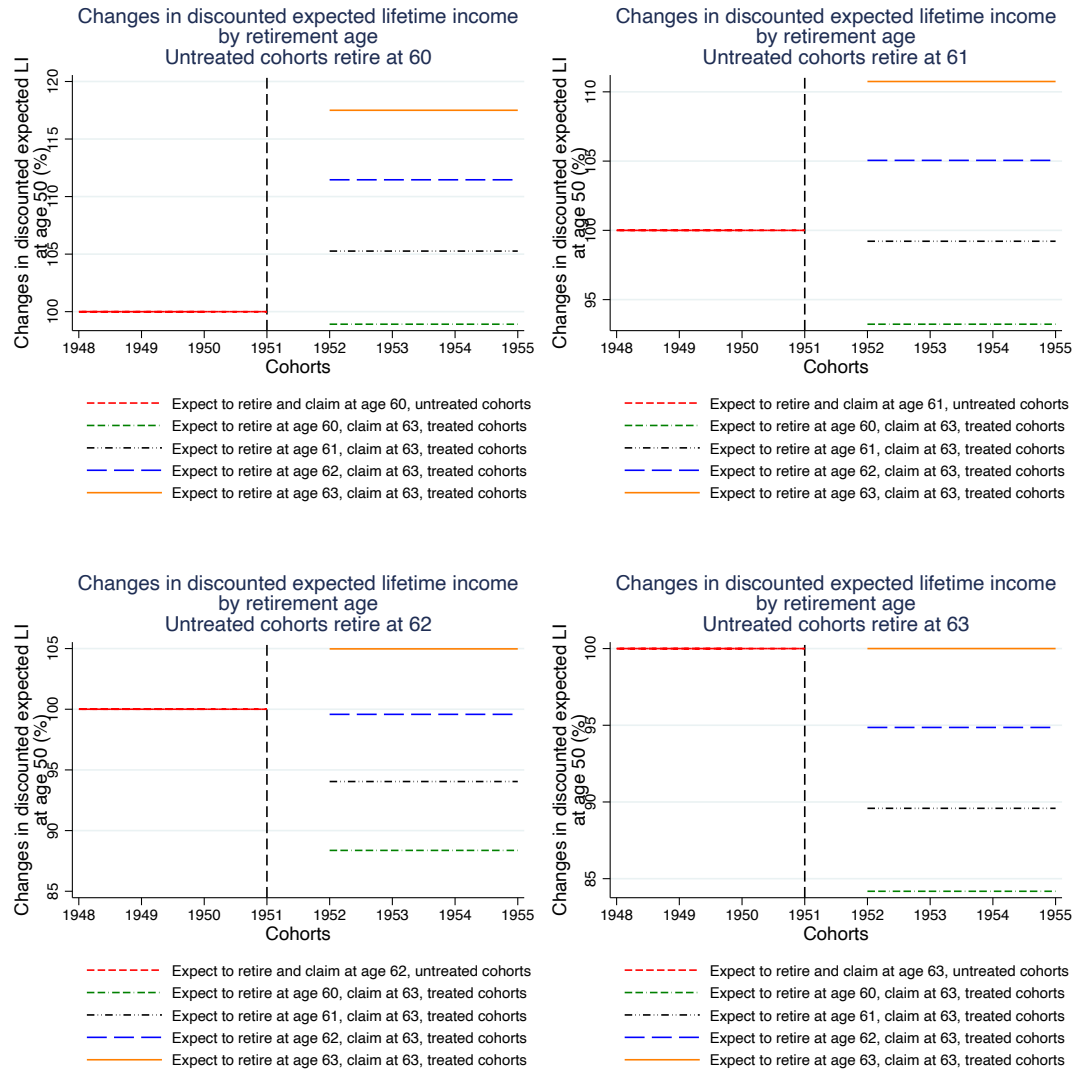 Changes in discounted expected lifetime income
by retirement age
Untreated cohorts retire at 60
Changes in discounted expected LI
at age 50 (%)
120
115
110
105
100
1948 1949 1950 1951 1952 1953 1954 1955
Cohorts
Expect to retire and claim at age 60, untreated cohorts
Expect to retire at age 60, claim at 63, treated cohorts
Expect to retire at age 61, claim at 63, treated cohorts
Expect to retire at age 62, claim at 63, treated cohorts
Expect to retire at age 63, claim at 63, treated cohorts
Changes in discounted expected lifetime income
by retirement age
Untreated cohorts retire at 61
Changes in discounted expected LI
at age 50 (%)
110
105
100
95
1948 1949 1950 1951 1952 1953 1954 1955
Cohorts
Expect to retire and claim at age 61, untreated cohorts
Expect to retire at age 60, claim at 63, treated cohorts
Expect to retire at age 61, claim at 63, treated cohorts
Expect to retire at age 62, claim at 63, treated cohorts
Expect to retire at age 63, claim at 63, treated cohorts
Changes in discounted expected lifetime income
by retirement age
Untreated cohorts retire at 62
Changes in discounted expected LI
at age 50 (%)
105
100
95
90
85
1948 1949 1950 1951 1952 1953 1954 1955
Cohorts
Expect to retire and claim at age 62, untreated cohorts
Expect to retire at age 60, claim at 63, treated cohorts
Expect to retire at age 61, claim at 63, treated cohorts
Expect to retire at age 62, claim at 63, treated cohorts
Expect to retire at age 63, claim at 63, treated cohorts
Changes in discounted expected lifetime income
by retirement age
Untreated cohorts retire at 63
Changes in discounted expected LI
at age 50 (%)
100
95
90
85
1948 1949 1950 1951 1952 1953 1954 1955
Cohorts
Expect to retire and claim at age 63, untreated cohorts
Expect to retire at age 60, claim at 63, treated cohorts
Expect to retire at age 61, claim at 63, treated cohorts
Expect to retire at age 62, claim at 63, treated cohorts
Expect to retire at age 63, claim at 63, treated cohorts